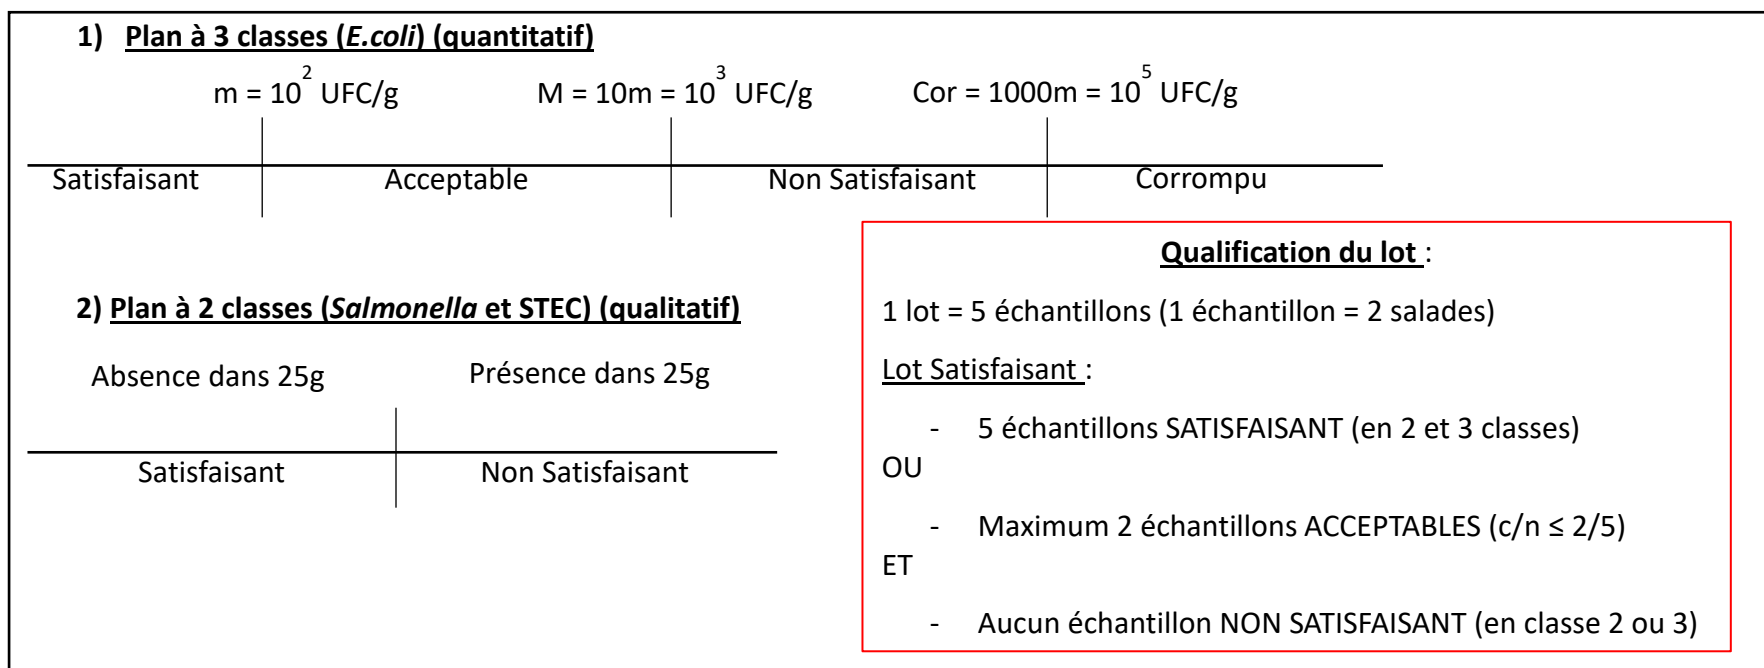 1) Plan à 3 classes (E.coli) (quantitatif)
m = 10² UFC/g M = 10m = 10³ UFC/g Cor = 1000m = 10⁵ UFC/g
Satisfaisant Acceptable Non Satisfaisant Corrompu
2) Plan à 2 classes (Salmonella et STEC) (qualitatif)
Absence dans 25g Présence dans 25g
Satisfaisant Non Satisfaisant
Qualification du lot :
1 lot = 5 échantillons (1 échantillon = 2 salades)
Lot Satisfaisant :
- 5 échantillons SATISFAISANT (en 2 et 3 classes)
OU
- Maximum 2 échantillons ACCEPTABLES (c/n ≤ 2/5)
ET
- Aucun échantillon NON SATISFAISANT (en classe 2 ou 3)